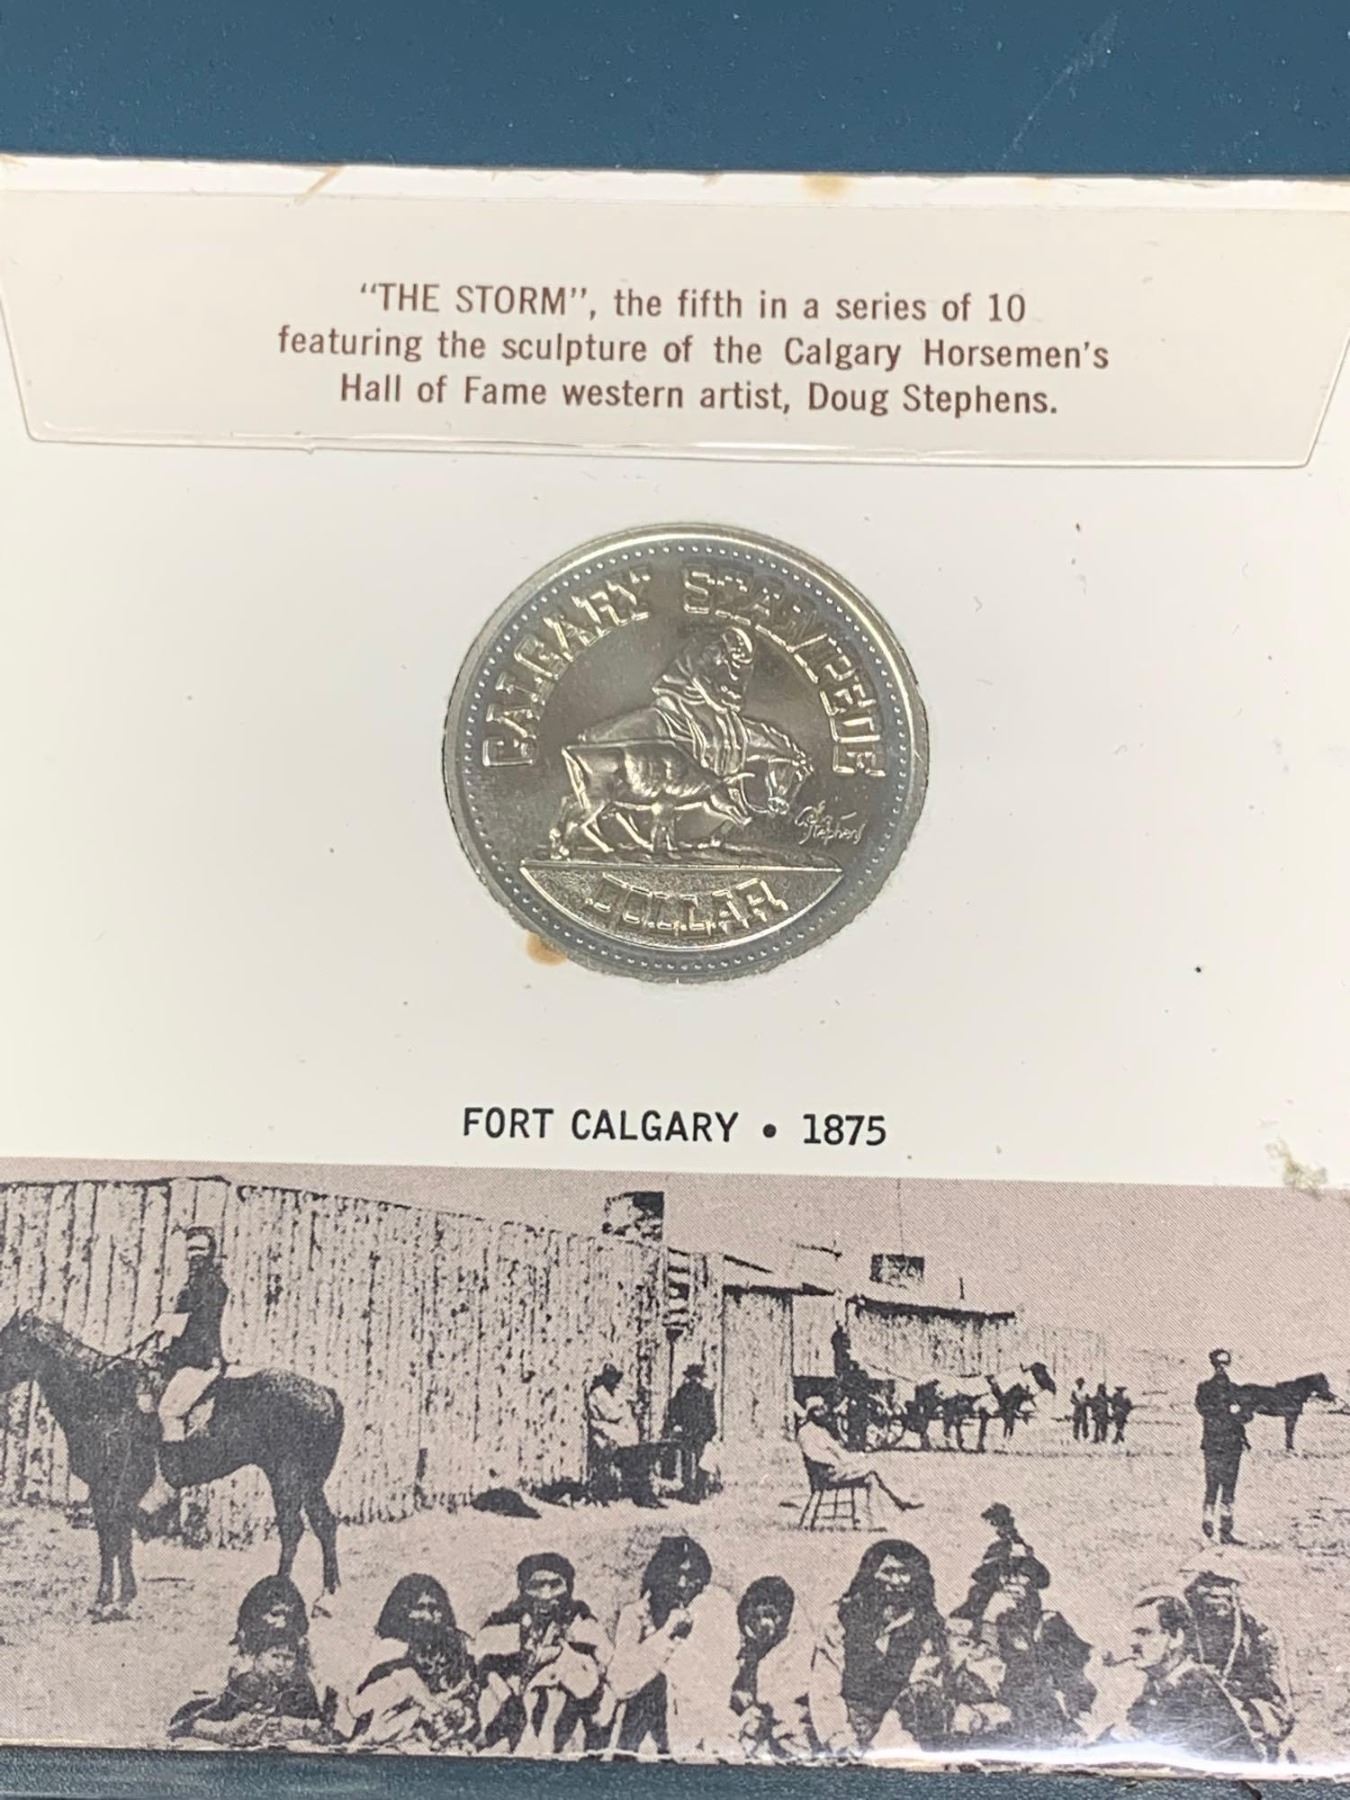 “THE STORM”, the fifth in a series of 10
featuring the sculpture of the Calgary Horsemen's
Hall of Fame western artist, Doug Stephens.
CALGARY STAMPEDE
Stephens
DOLLAR
FORT CALGARY • 1875